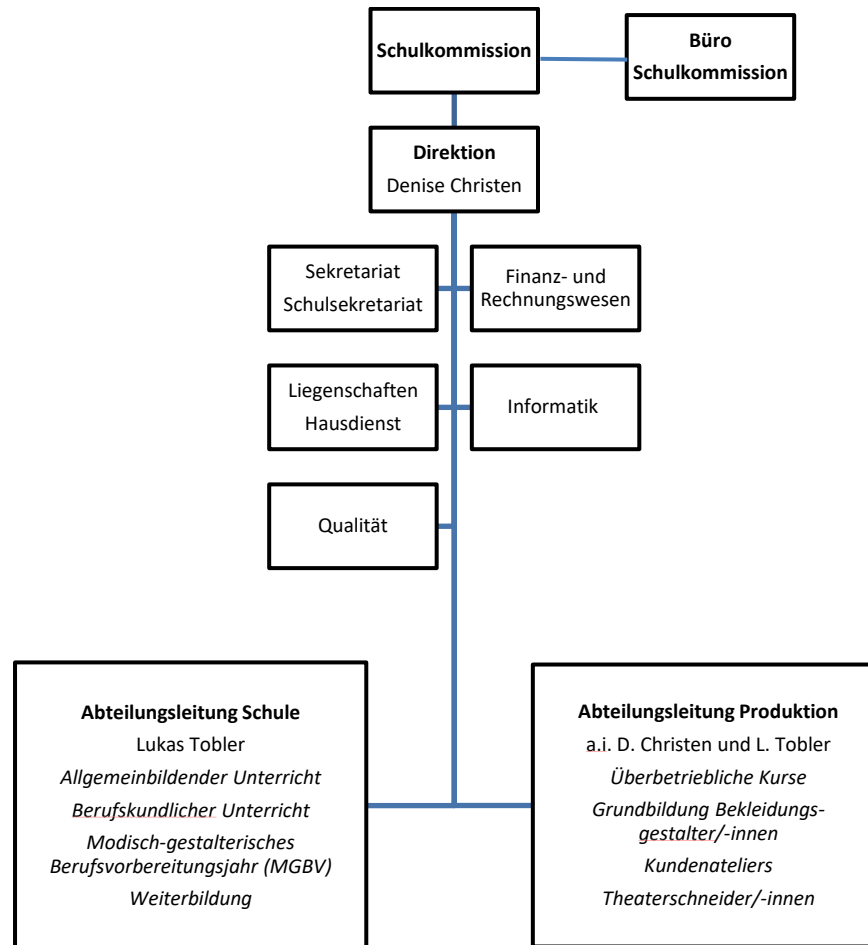 Schulkommission
Büro
Schulkommission
Direktion
Denise Christen
Sekretariat
Schulsekretariat
Finanz- und
Rechnungswesen
Liegenschaften
Hausdienst
Informatik
Qualität
Abteilungsleitung Schule
Lukas Tobler
Allgemeinbildender Unterricht
Berufskundlicher Unterricht
Modisch-gestalterisches
Berufsvorbereitungsjahr (MGBV)
Weiterbildung
Abteilungsleitung Produktion
a.i. D. Christen und L. Tobler
Überbetriebliche Kurse
Grundbildung Bekleidungs-
gestalter/-innen
Kundenateliers
Theaterschneider/-innen